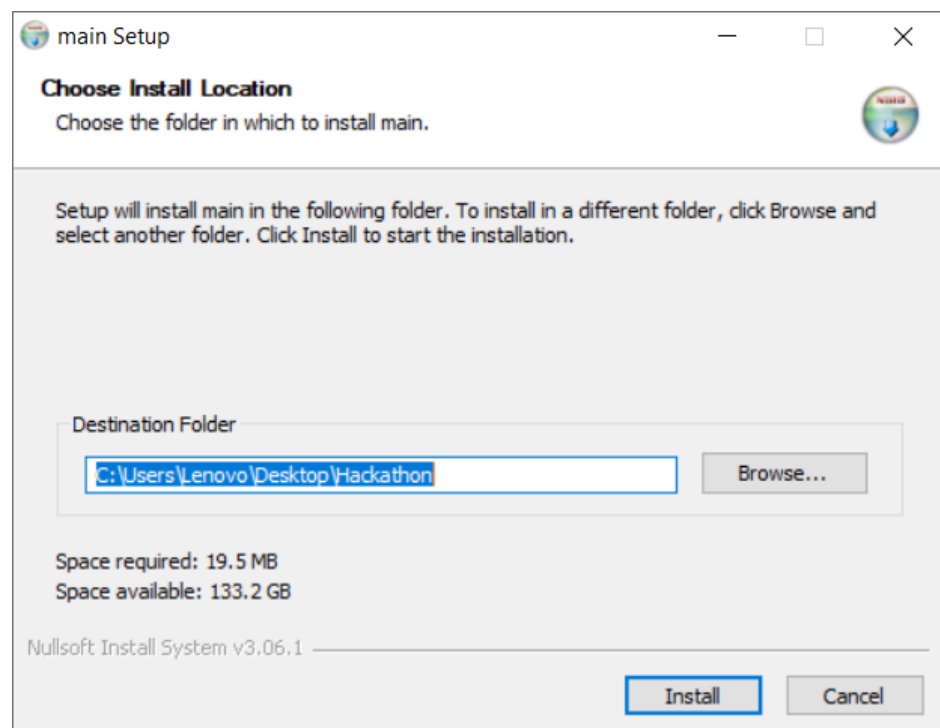 main Setup
Choose Install Location
Choose the folder in which to install main.
Setup will install main in the following folder. To install in a different folder, click Browse and
select another folder. Click Install to start the installation.
Destination Folder
C:\Users\Lenovo\Desktop\Hackathon
Browse...
Space required: 19.5 MB
Space available: 133.2 GB
Nullsoft Install System v3.06.1
Install
Cancel